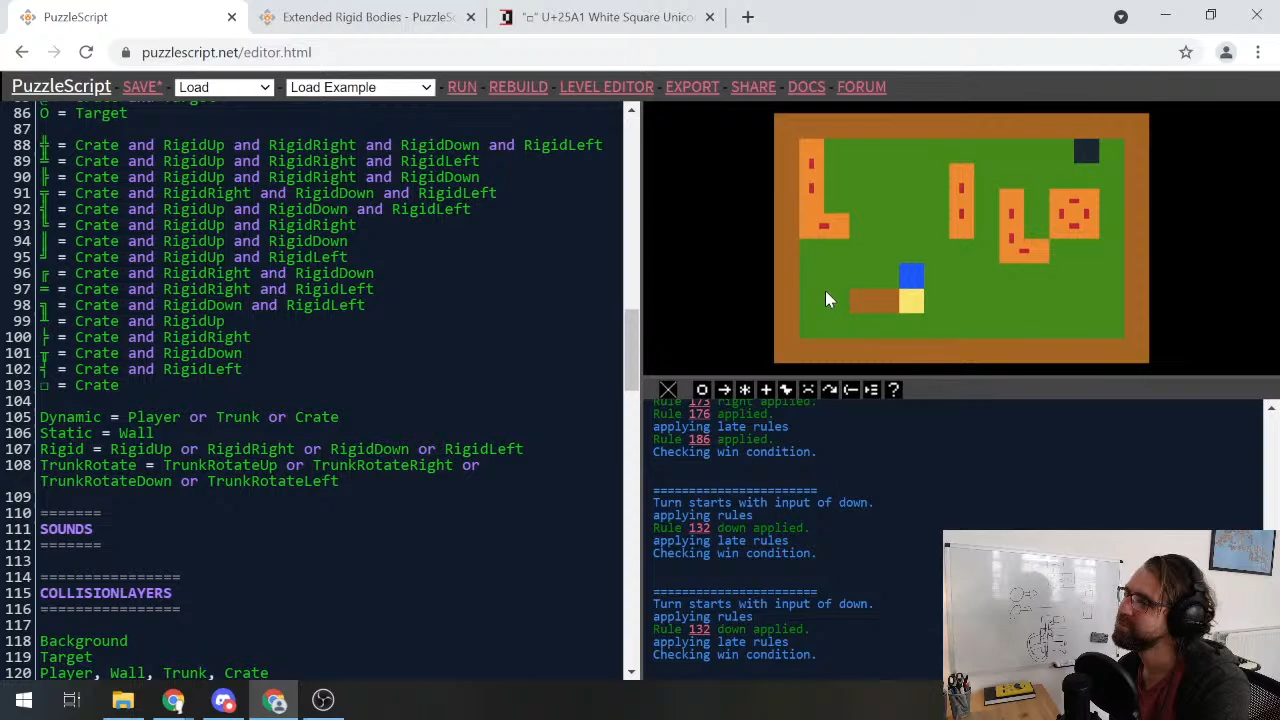 PuzzleScript
Extended Rigid Bodies - PuzzleS
"□" U+25A1 White Square Unico
puzzlescript.net/editor.html
PuzzleScript - SAVE* Load Load Example - RUN - REBUILD - LEVEL EDITOR - EXPORT - SHARE - DOCS - FORUM
86 O = Target
87
88 ╬ = Crate and RigidUp and RigidRight and RigidDown and RigidLeft
89 ╩ = Crate and RigidUp and RigidRight and RigidLeft
90 ╠ = Crate and RigidUp and RigidRight and RigidDown
91 ╦ = Crate and RigidRight and RigidDown and RigidLeft
92 ╣ = Crate and RigidUp and RigidDown and RigidLeft
93 ╚ = Crate and RigidUp and RigidRight
94 ║ = Crate and RigidUp and RigidDown
95 ╝ = Crate and RigidUp and RigidLeft
96 ╔ = Crate and RigidRight and RigidDown
97 ═ = Crate and RigidRight and RigidLeft
98 ╗ = Crate and RigidDown and RigidLeft
99 ╨ = Crate and RigidUp
100 ╞ = Crate and RigidRight
101 ╥ = Crate and RigidDown
102 ╡ = Crate and RigidLeft
103 □ = Crate
104
105 Dynamic = Player or Trunk or Crate
106 Static = Wall
107 Rigid = RigidUp or RigidRight or RigidDown or RigidLeft
108 TrunkRotate = TrunkRotateUp or TrunkRotateRight or
TrunkRotateDown or TrunkRotateLeft
109
110 =======
111 SOUNDS
112 =======
113
114 ================
115 COLLISIONLAYERS
116 ================
117
118 Background
119 Target
120 Player, Wall, Trunk, Crate
Rule 173 right applied.
Rule 176 applied.
applying late rules
Rule 186 applied.
Checking win condition.
=======================
Turn starts with input of down.
applying rules
Rule 132 down applied.
applying late rules
Checking win condition.
=======================
Turn starts with input of down.
applying rules
Rule 132 down applied.
applying late rules
Checking win condition.